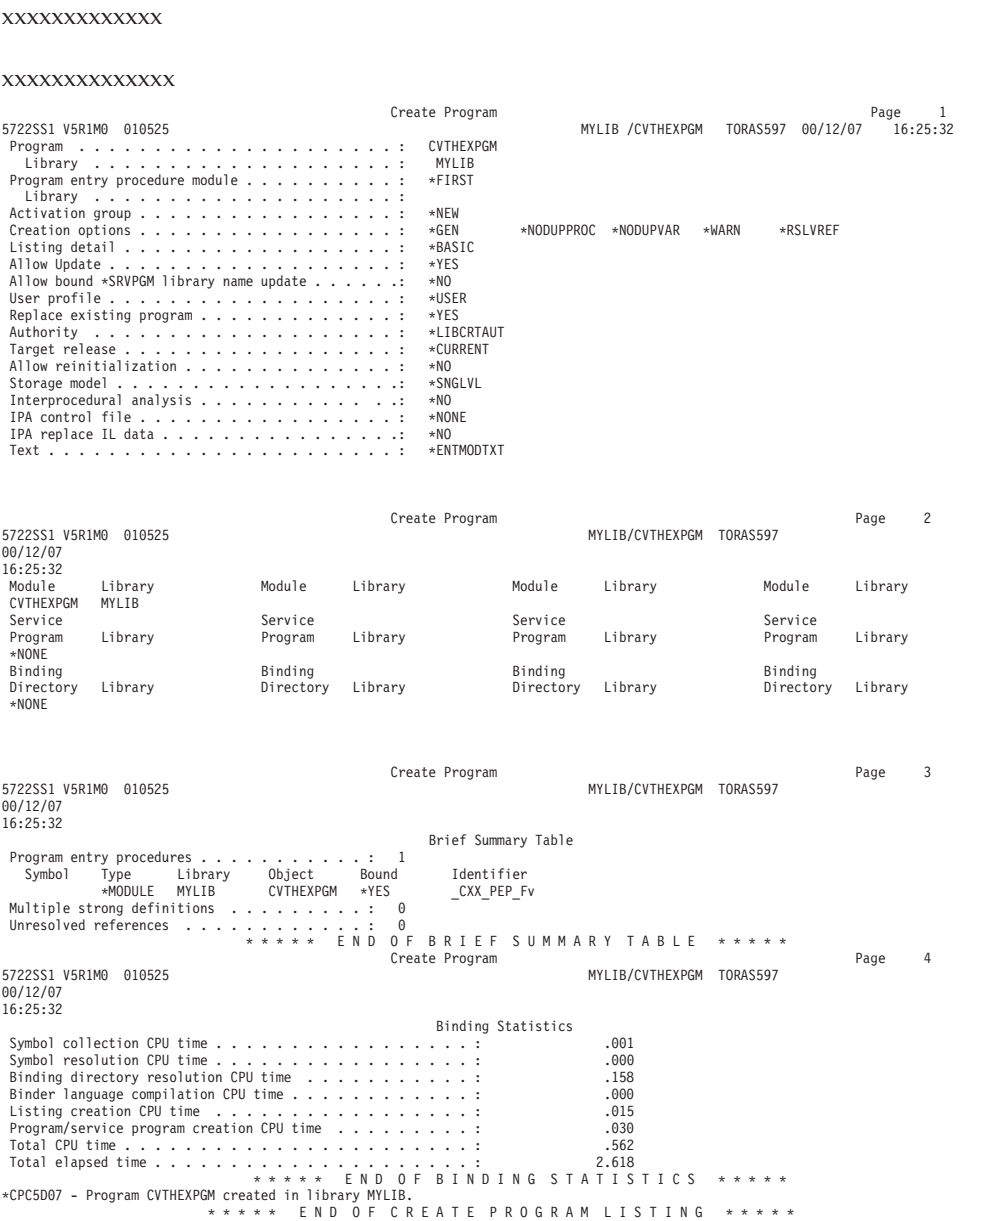 XXXXXXXXXXXXX
XXXXXXXXXXXXXX
Create Program Page 1
5722SS1 V5R1M0 010525 MYLIB /CVTHEXPGM TORAS597 00/12/07 16:25:32
Program . . . . . . . . . . . . . . . . . . . . . : CVTHEXPGM
Library . . . . . . . . . . . . . . . . . . . . : MYLIB
Program entry procedure module . . . . . . . . . . : *FIRST
Library . . . . . . . . . . . . . . . . . . . . :
Activation group . . . . . . . . . . . . . . . . . : *NEW
Creation options . . . . . . . . . . . . . . . . . : *GEN *NODUPPROC *NODUPVAR *WARN *RSLVREF
Listing detail . . . . . . . . . . . . . . . . . . : *BASIC
Allow Update . . . . . . . . . . . . . . . . . . . : *YES
Allow bound *SRVPGM library name update . . . . . .: *NO
User profile . . . . . . . . . . . . . . . . . . . : *USER
Replace existing program . . . . . . . . . . . . . : *YES
Authority . . . . . . . . . . . . . . . . . . . . : *LIBCRTAUT
Target release . . . . . . . . . . . . . . . . . . : *CURRENT
Allow reinitialization . . . . . . . . . . . . . . : *NO
Storage model . . . . . . . . . . . . . . . . . . .: *SNGLVL
Interprocedural analysis . . . . . . . . . . . . .: *NO
IPA control file . . . . . . . . . . . . . . . . . : *NONE
IPA replace IL data . . . . . . . . . . . . . . . .: *NO
Text . . . . . . . . . . . . . . . . . . . . . . . : *ENTMODTXT
Create Program Page 2
5722SS1 V5R1M0 010525 MYLIB/CVTHEXPGM TORAS597
00/12/07
16:25:32
Module Library Module Library Module Library Module Library
CVTHEXPGM MYLIB
Service Service Service Service
Program Library Program Library Program Library Program Library
*NONE
Binding Binding Binding Binding
Directory Library Directory Library Directory Library Directory Library
*NONE
Create Program Page 3
5722SS1 V5R1M0 010525 MYLIB/CVTHEXPGM TORAS597
00/12/07
16:25:32
Brief Summary Table
Program entry procedures . . . . . . . . . . . : 1
Symbol Type Library Object Bound Identifier
*MODULE MYLIB CVTHEXPGM *YES _CXX_PEP_Fv
Multiple strong definitions . . . . . . . . . : 0
Unresolved references . . . . . . . . . . . . : 0
* * * * * E N D O F B R I E F S U M M A R Y T A B L E * * * * *
Create Program Page 4
5722SS1 V5R1M0 010525 MYLIB/CVTHEXPGM TORAS597
00/12/07
16:25:32
Binding Statistics
Symbol collection CPU time . . . . . . . . . . . . . . . . . : .001
Symbol resolution CPU time . . . . . . . . . . . . . . . . . : .000
Binding directory resolution CPU time . . . . . . . . . . . : .158
Binder language compilation CPU time . . . . . . . . . . . . : .000
Listing creation CPU time . . . . . . . . . . . . . . . . . : .015
Program/service program creation CPU time . . . . . . . . . : .030
Total CPU time . . . . . . . . . . . . . . . . . . . . . . . : .562
Total elapsed time . . . . . . . . . . . . . . . . . . . . . : 2.618
* * * * * E N D O F B I N D I N G S T A T I S T I C S * * * * *
*CPC5D07 - Program CVTHEXPGM created in library MYLIB.
* * * * * E N D O F C R E A T E P R O G R A M L I S T I N G * * * * *